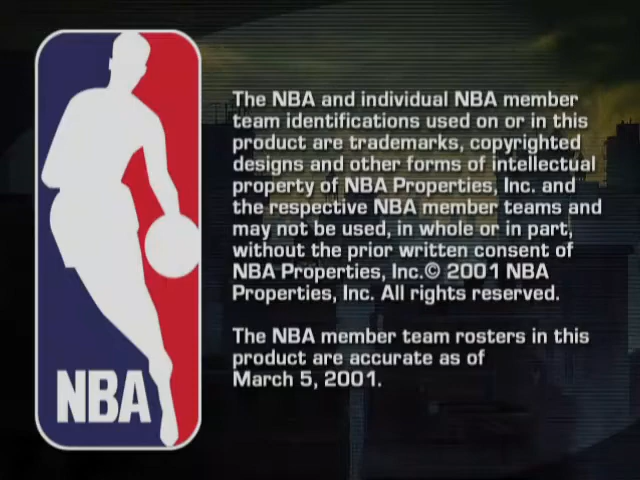 The NBA and individual NBA member
team identifications used on or in this
product are trademarks, copyrighted
designs and other forms of intellectual
property of NBA Properties, Inc. and
the respective NBA member teams and
may not be used, in whole or in part,
without the prior written consent of
NBA Properties, Inc.© 2001 NBA
Properties, Inc. All rights reserved.
The NBA member team rosters in this
product are accurate as of
March 5, 2001.
NBA